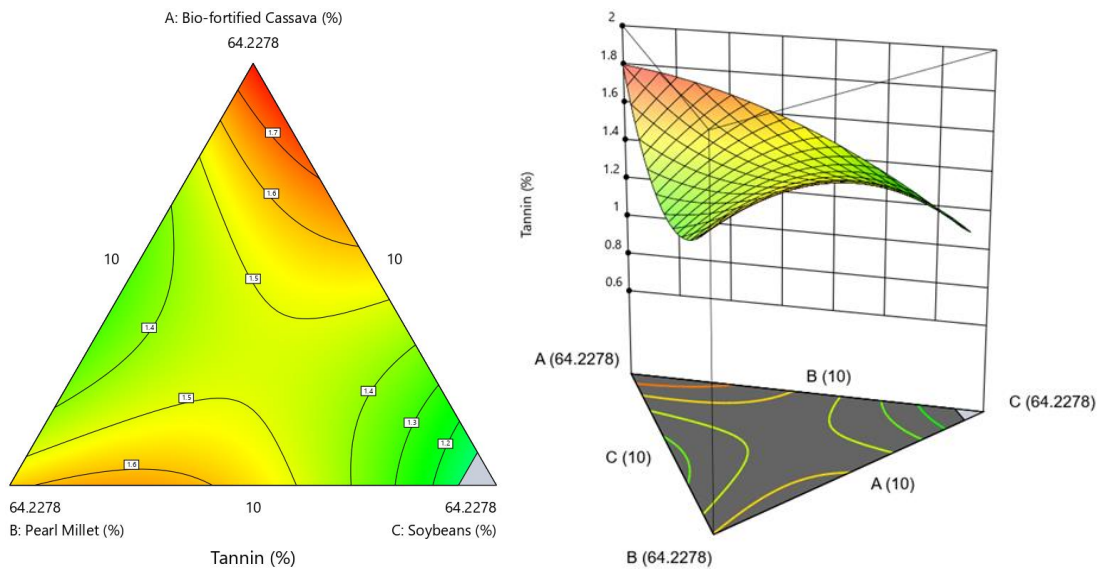 A: Bio-fortified Cassava (%)
64.2278
1.7
1.6
10
10
1.5
1.4
1.4
1.5
1.3
1.2
1.6
64.2278
10
64.2278
B: Pearl Millet (%)
C: Soybeans (%)
Tannin (%)
2
1.8
1.6
1.4
1.2
1
0.8
0.6
Tannin (%)
A (64.2278)
B (10)
C (64.2278)
C (10)
A (10)
B (64.2278)